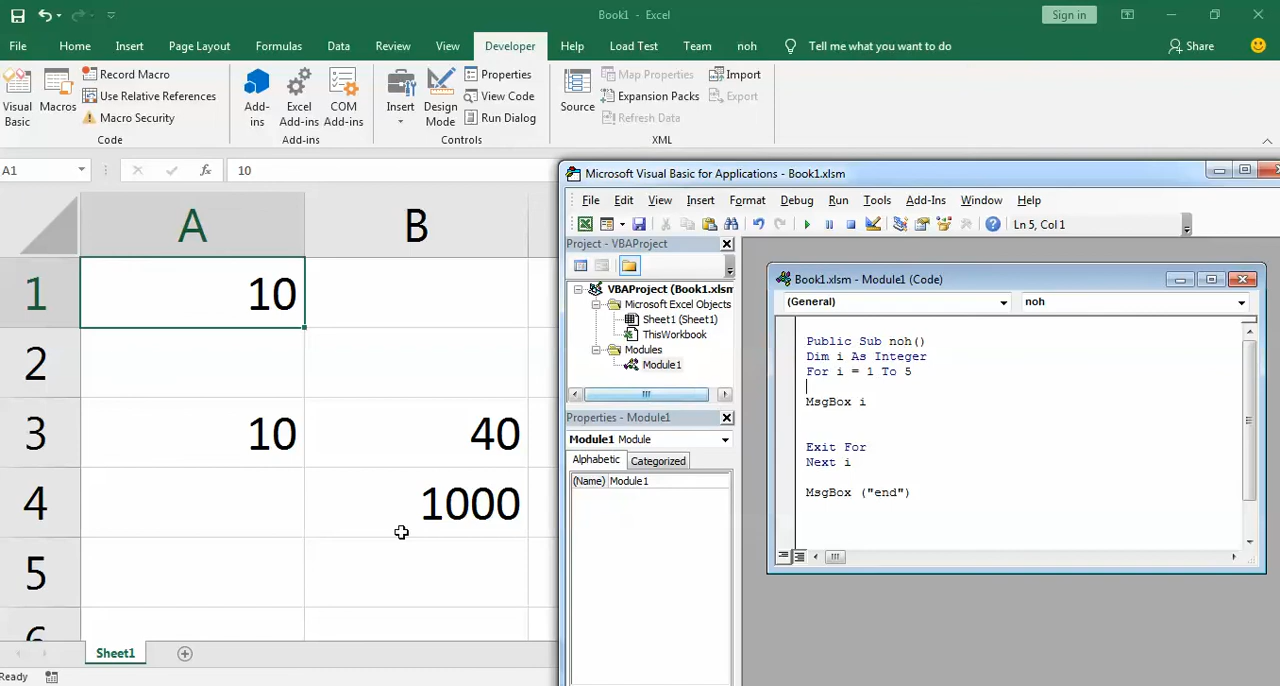 Book1 - Excel
Sign in
File Home Insert Page Layout Formulas Data Review View Developer Help Load Test Team noh Tell me what you want to do Share
Visual Basic
Macros
Record Macro
Use Relative References
Macro Security
Code
Add-ins
Excel Add-ins
COM Add-ins
Add-ins
Insert
Design Mode
Properties
View Code
Run Dialog
Controls
Source
Map Properties
Expansion Packs
Refresh Data
Import
Export
XML
A1 fx 10
A B
1 10
2
3 10 40
4 1000
5
6
Sheet1
Ready
Microsoft Visual Basic for Applications - Book1.xlsm
File Edit View Insert Format Debug Run Tools Add-Ins Window Help
Ln 5, Col 1
Project - VBAProject
VBAProject (Book1.xlsm
Microsoft Excel Objects
Sheet1 (Sheet1)
ThisWorkbook
Modules
Module1
Properties - Module1
Module1 Module
Alphabetic Categorized
(Name) Module1
Book1.xlsm - Module1 (Code)
(General) noh
Public Sub noh()
Dim i As Integer
For i = 1 To 5
MsgBox i
Exit For
Next i
MsgBox ("end")